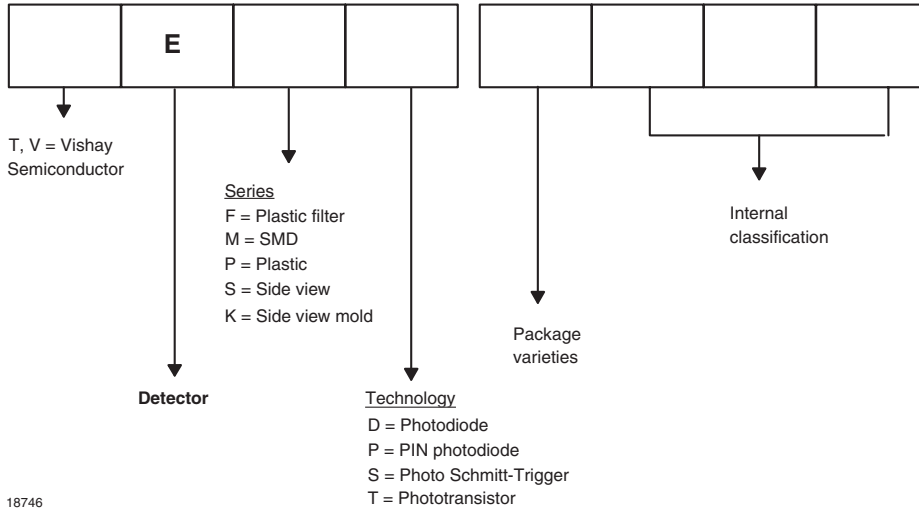 E
T, V = Vishay
Semiconductor
Series
F = Plastic filter
M = SMD
P = Plastic
S = Side view
K = Side view mold
Internal
classification
Package
varieties
Detector
Technology
D = Photodiode
P = PIN photodiode
S = Photo Schmitt-Trigger
T = Phototransistor
18746